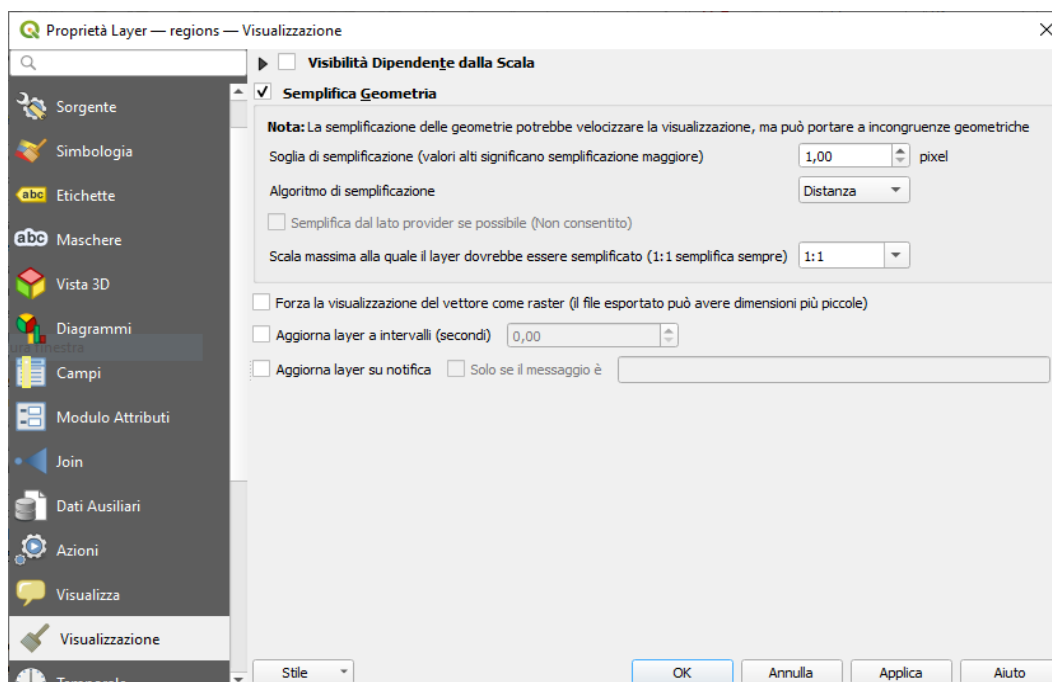 Proprietà Layer — regions — Visualizzazione
Visibilità Dipendente dalla Scala
Semplifica Geometria
Nota: La semplificazione delle geometrie potrebbe velocizzare la visualizzazione, ma può portare a incongruenze geometriche
Soglia di semplificazione (valori alti significano semplificazione maggiore) 1,00 pixel
Algoritmo di semplificazione Distanza
Semplifica dal lato provider se possibile (Non consentito)
Scala massima alla quale il layer dovrebbe essere semplificato (1:1 semplifica sempre) 1:1
Forza la visualizzazione del vettore come raster (il file esportato può avere dimensioni più piccole)
Aggiorna layer a intervalli (secondi) 0,00
Aggiorna layer su notifica Solo se il messaggio è
Sorgente
Simbologia
abc Etichette
abc Maschere
Vista 3D
Diagrammi
finestra
Campi
Modulo Attributi
Join
Dati Ausiliari
Azioni
Visualizza
Visualizzazione
Temporale
Stile OK Annulla Applica Aiuto